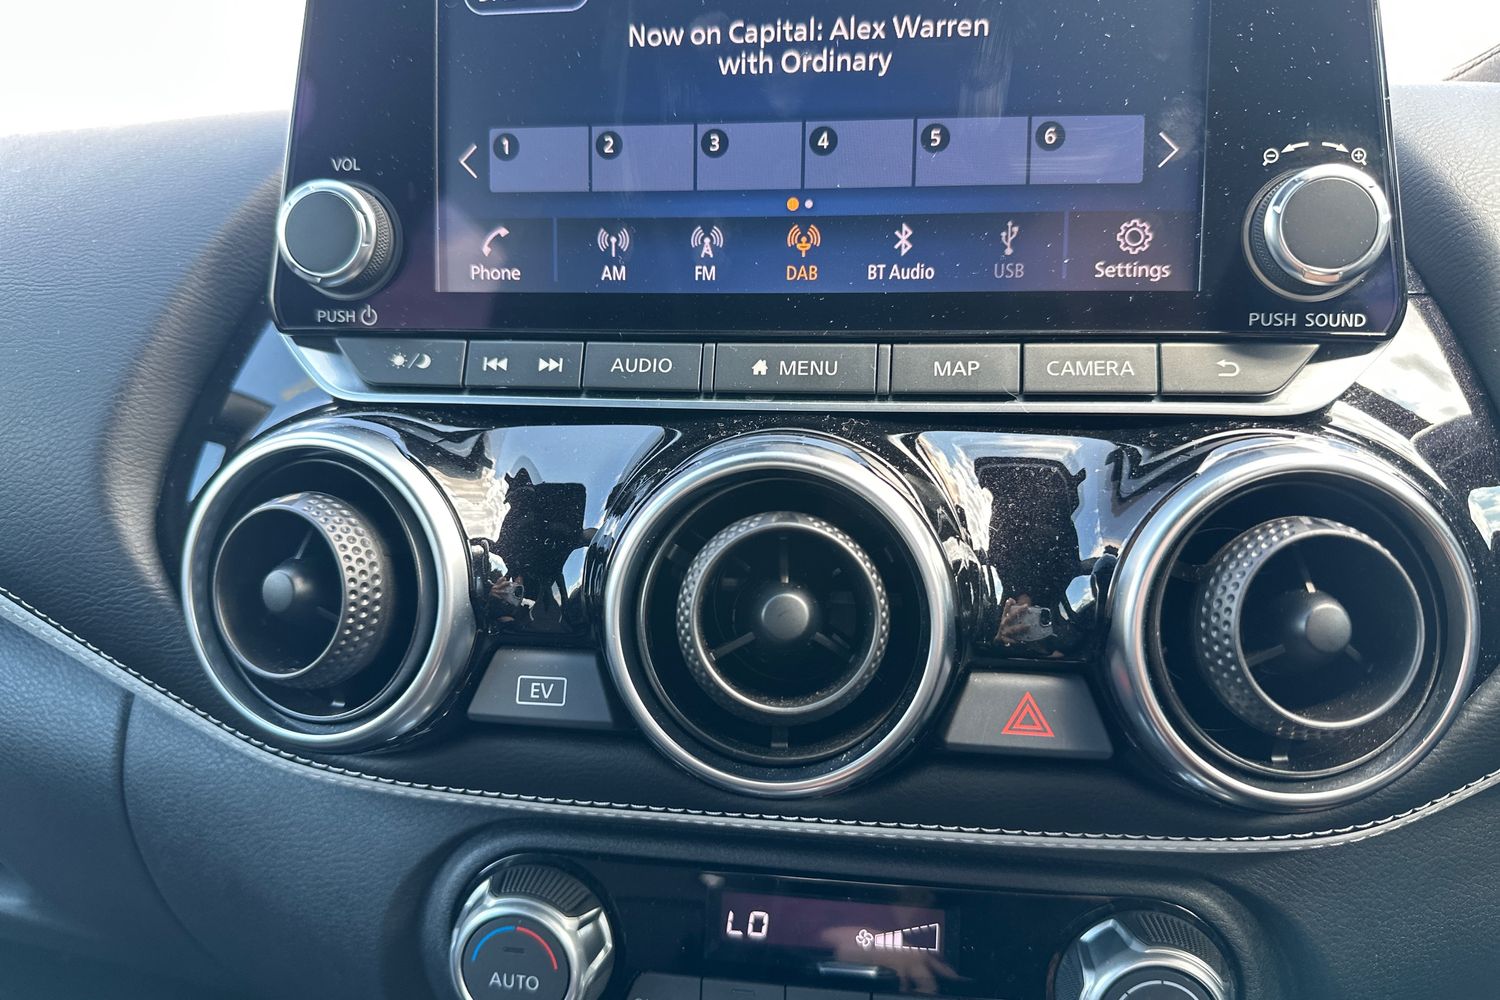 Now on Capital: Alex Warren
with Ordinary
1 2 3 4 5 6
VOL
Phone AM FM DAB BT Audio USB Settings
PUSH
PUSH SOUND
AUDIO MENU MAP CAMERA
EV
LO
AUTO